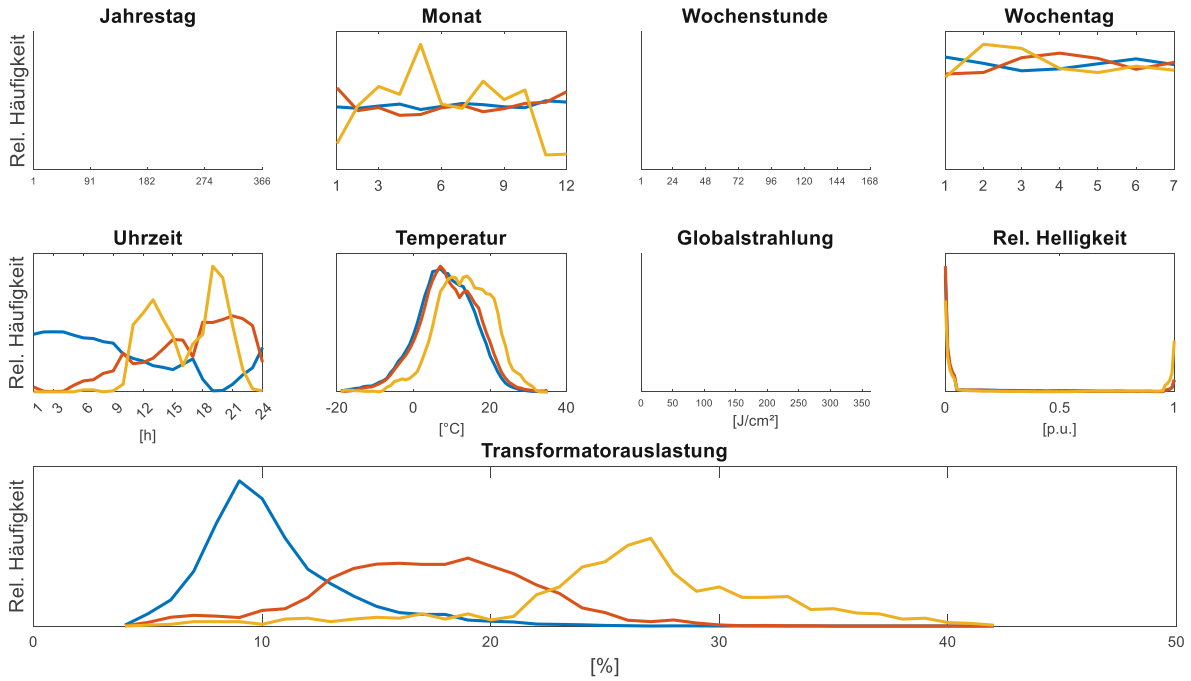 Jahrestag
Monat
Wochenstunde
Wochentag
Rel. Häufigkeit
1 91 182 274 366
1 3 6 9 12
1 24 48 72 96 120 144 168
1 2 3 4 5 6 7
Uhrzeit
Temperatur
Globalstrahlung
Rel. Helligkeit
Rel. Häufigkeit
1 3 6 9 12 15 18 21 24
[h]
-20 0 20 40
[°C]
0 50 100 150 200 250 300 350
[J/cm²]
0 0.5 1
[p.u.]
Transformatorauslastung
Rel. Häufigkeit
0 10 20 30 40 50
[%]